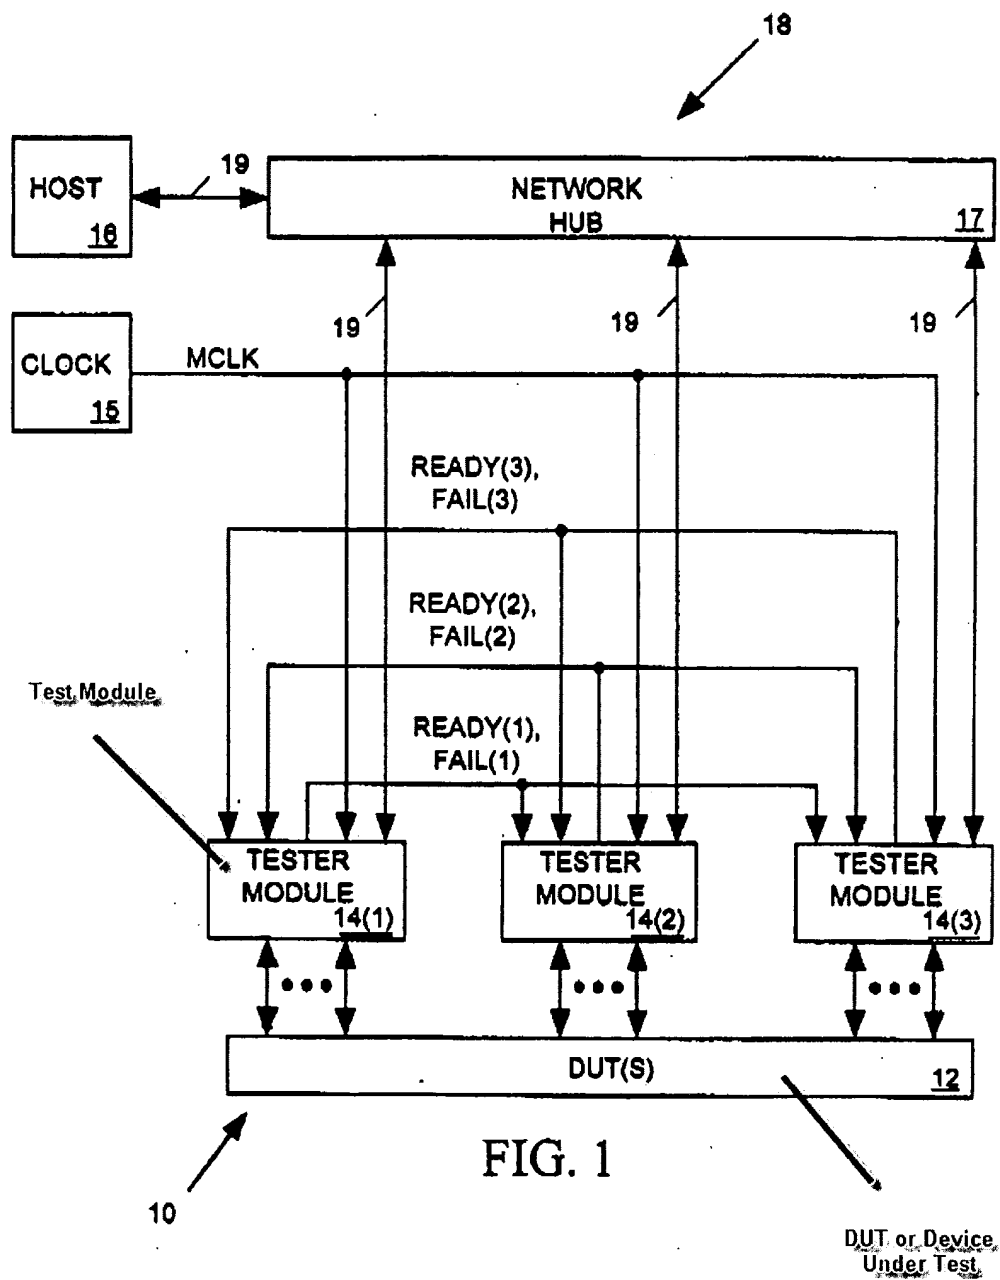 18
HOST
16
19
NETWORK
HUB
17
19
19
19
CLOCK
15
MCLK
READY(3),
FAIL(3)
READY(2),
FAIL(2)
Test Module
READY(1),
FAIL(1)
TESTER
MODULE
14(1)
TESTER
MODULE
14(2)
TESTER
MODULE
14(3)
DUT(S)
12
FIG. 1
10
DUT or Device
Under Test